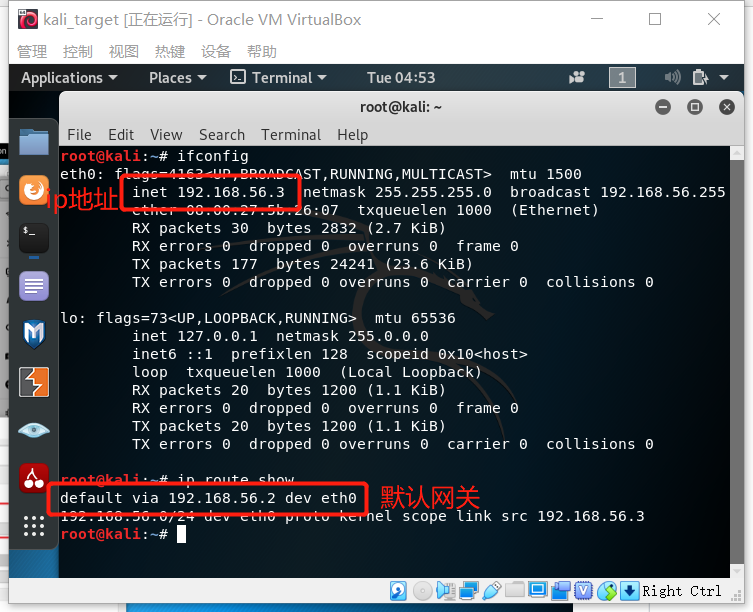 kali_target [正在运行] - Oracle VM VirtualBox
管理 控制 视图 热键 设备 帮助
Applications Places Terminal Tue 04:53 1
root@kali: ~
File Edit View Search Terminal Help
root@kali:~# ifconfig
eth0: flags=4163<UP,BROADCAST,RUNNING,MULTICAST> mtu 1500
ip地址 inet 192.168.56.3 netmask 255.255.255.0 broadcast 192.168.56.255
ether 08:00:27:5b:26:07 txqueuelen 1000 (Ethernet)
RX packets 30 bytes 2832 (2.7 KiB)
RX errors 0 dropped 0 overruns 0 frame 0
TX packets 177 bytes 24241 (23.6 KiB)
TX errors 0 dropped 0 overruns 0 carrier 0 collisions 0
lo: flags=73<UP,LOOPBACK,RUNNING> mtu 65536
inet 127.0.0.1 netmask 255.0.0.0
inet6 ::1 prefixlen 128 scopeid 0x10<host>
loop txqueuelen 1000 (Local Loopback)
RX packets 20 bytes 1200 (1.1 KiB)
RX errors 0 dropped 0 overruns 0 frame 0
TX packets 20 bytes 1200 (1.1 KiB)
TX errors 0 dropped 0 overruns 0 carrier 0 collisions 0
root@kali:~# ip route show
default via 192.168.56.2 dev eth0 默认网关
192.168.56.0/24 dev eth0 proto kernel scope link src 192.168.56.3
root@kali:~#
Right Ctrl